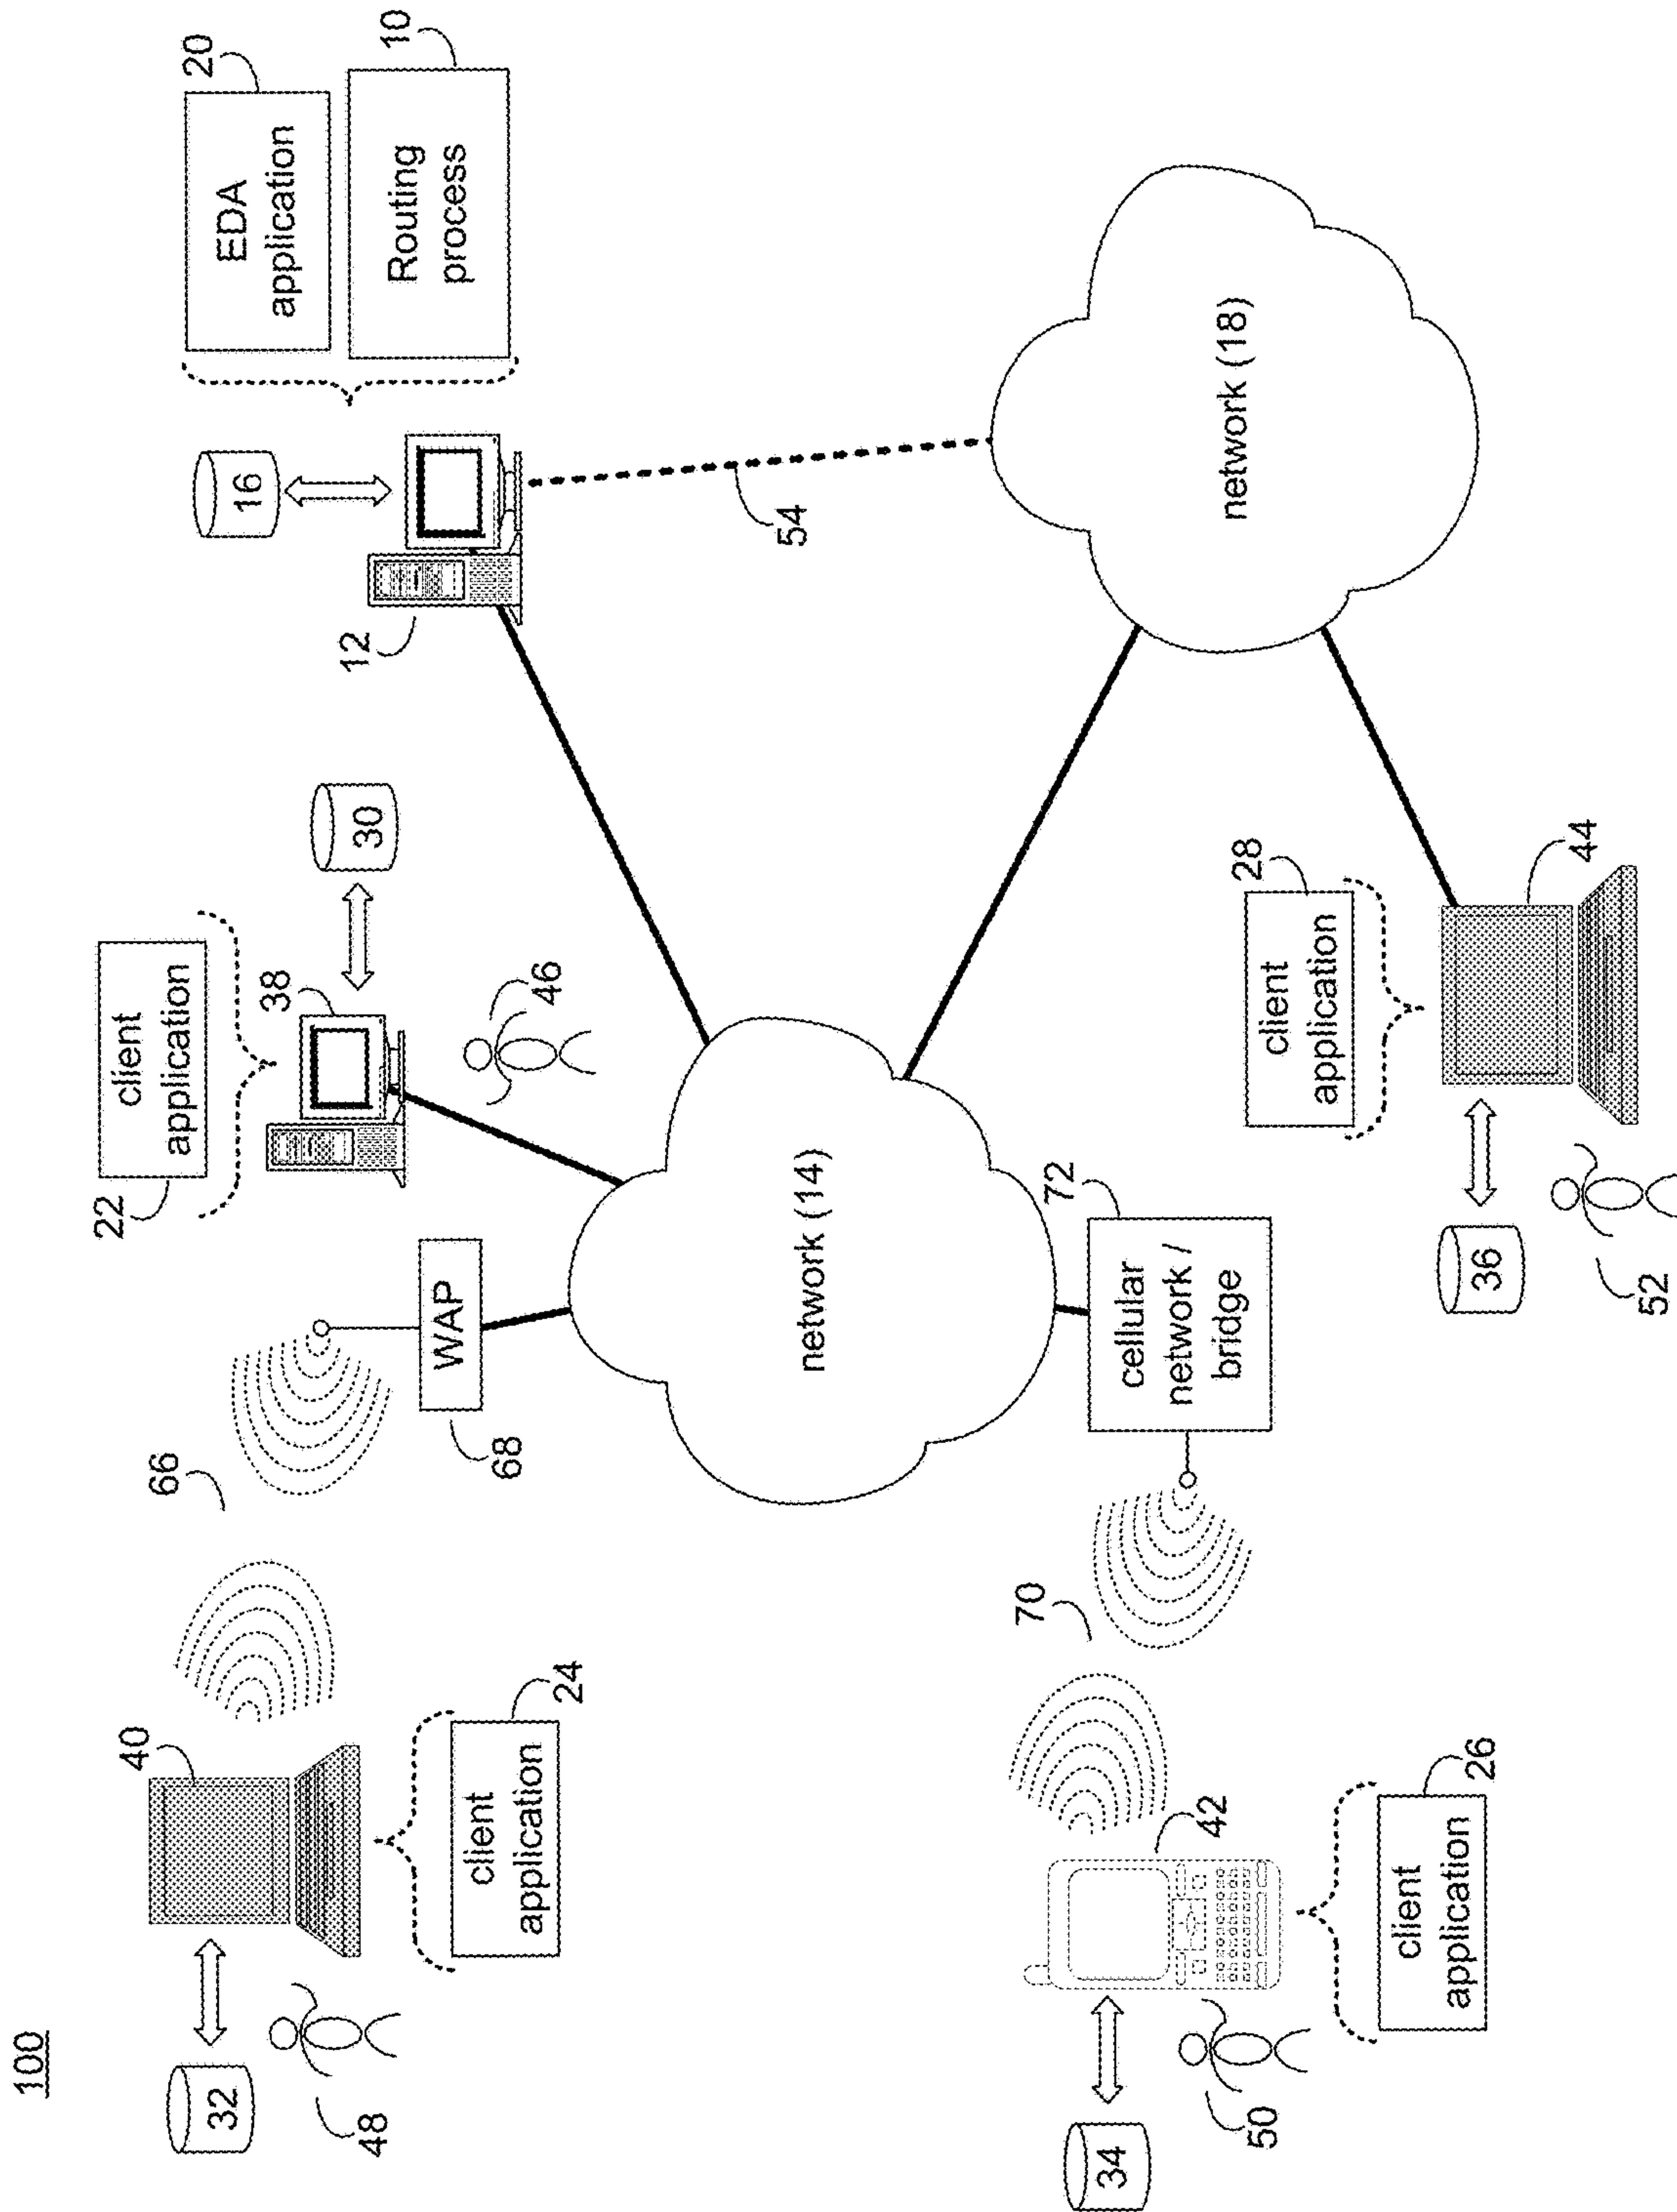 100
32
48
40
24
client
application
66
68
WAP
22
client
application
38
30
46
16
12
20
EDA
application
10
Routing
process
54
network (14)
network (18)
34
50
42
26
client
application
70
72
cellular
network /
bridge
36
52
28
client
application
44